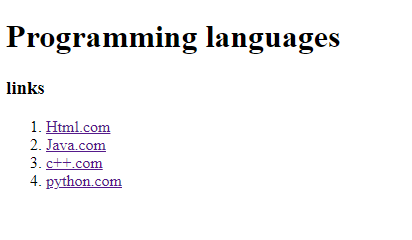 Programming languages
links
1. Html.com
2. Java.com
3. c++.com
4. python.com